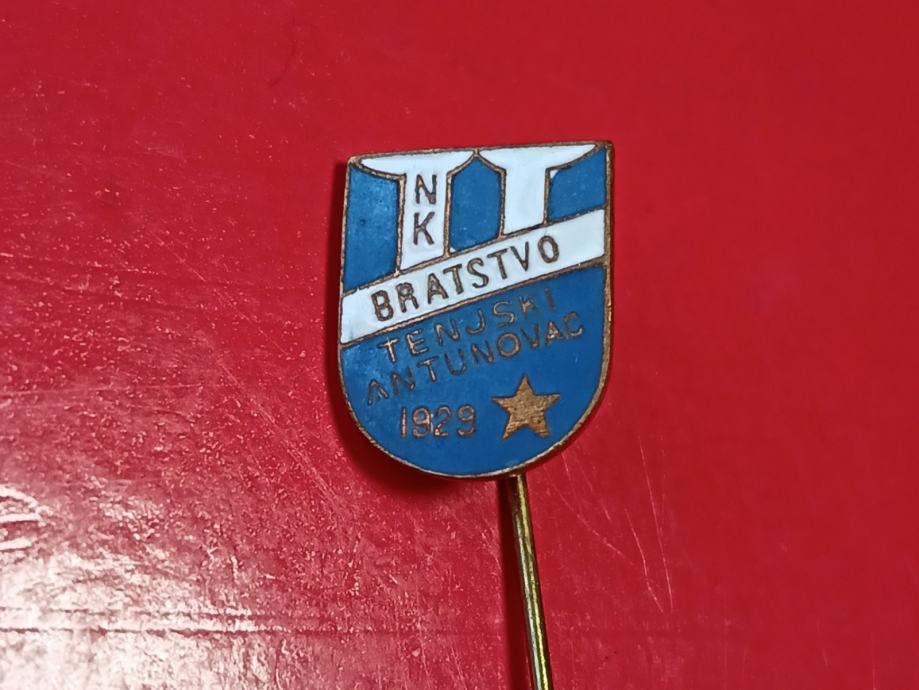 NK
BRATSTVO
TENJSKI
ANTUNOVAC
1929